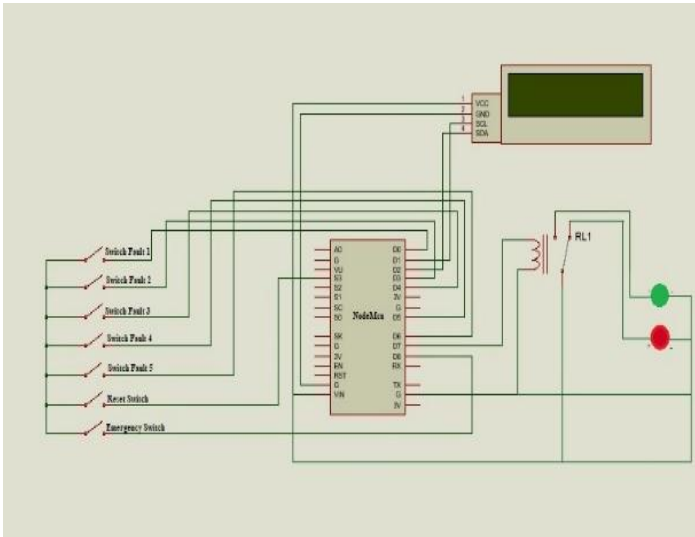 1 VCC
2 GND
3 SCL
4 SDA
RL1
Switch Fault 1
Switch Fault 2
Switch Fault 3
Switch Fault 4
Switch Fault 5
Reset Switch
Emergency Switch
NodeMcu
A0
G
VU
S3
S2
S1
SC
S0
SK
G
3V
EN
RST
G
VIN
D0
D1
D2
D3
D4
3V
G
D5
D6
D7
D8
RX
TX
G
3V